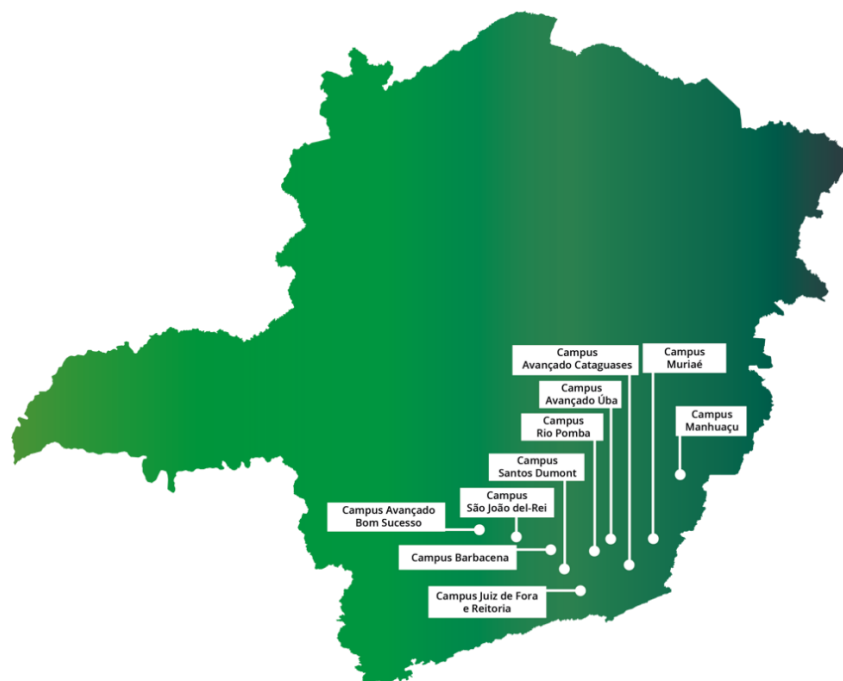 Campus
Avançado Cataguases
Campus
Muriaé
Campus
Avançado Úba
Campus
Manhuaçu
Campus
Rio Pomba
Campus
Santos Dumont
Campus
São João del-Rei
Campus Avançado
Bom Sucesso
Campus Barbacena
Campus Juiz de Fora
e Reitoria